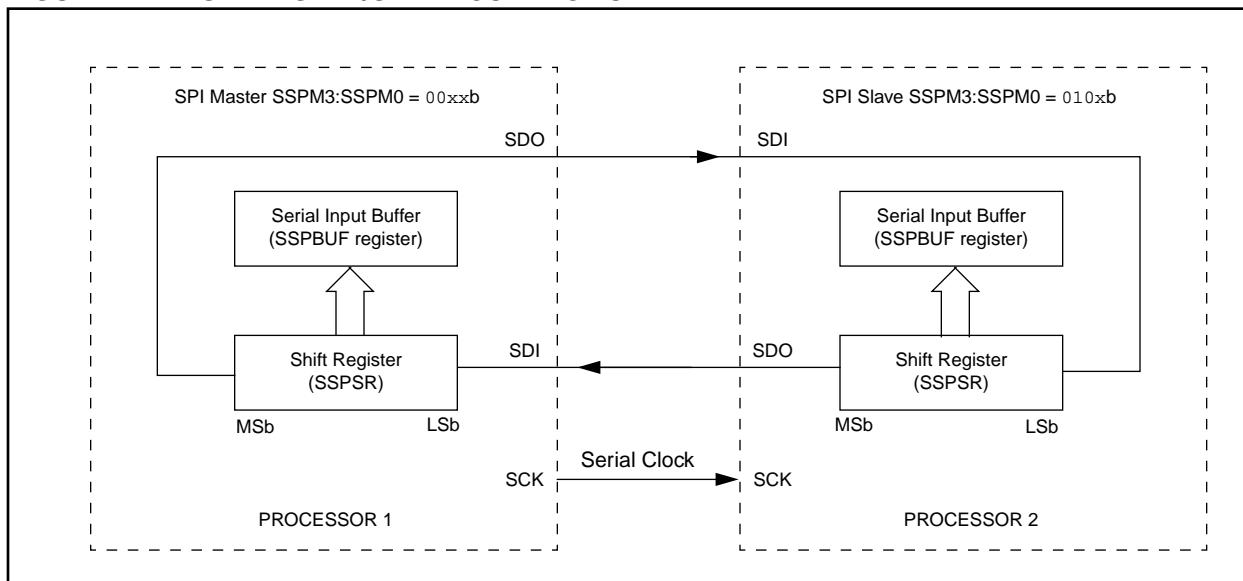 SPI Master SSPM3:SSPM0 = 00xxb
SPI Slave SSPM3:SSPM0 = 010xb
SDO
SDI
Serial Input Buffer
(SSPBUF register)
Serial Input Buffer
(SSPBUF register)
Shift Register
(SSPSR)
SDI
SDO
Shift Register
(SSPSR)
MSb
LSb
MSb
LSb
Serial Clock
SCK
SCK
PROCESSOR 1
PROCESSOR 2